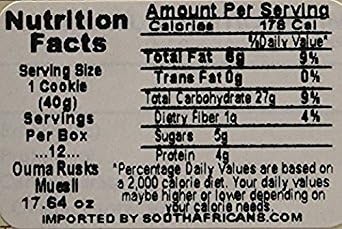 Nutrition
Facts
Serving Size
1 Cookie
(40g)
Servings
Per Box
...12...
Ouma Rusks
Muesli
17.64 oz
Amount Per Serving
Calories 178 Cal
%Daily Value*
Total Fat 6g 9%
Trans Fat 0g 0%
Total Carbohydrate 27g 9%
Dietry Fiber 1g 4%
Sugars 5g
Protein 4g
*Percentage Daily Values are based on
a 2,000 calorie diet. Your daily values
maybe higher or lower depending on
your calorie needs.
IMPORTED BY SOUTHAFRICANS.COM